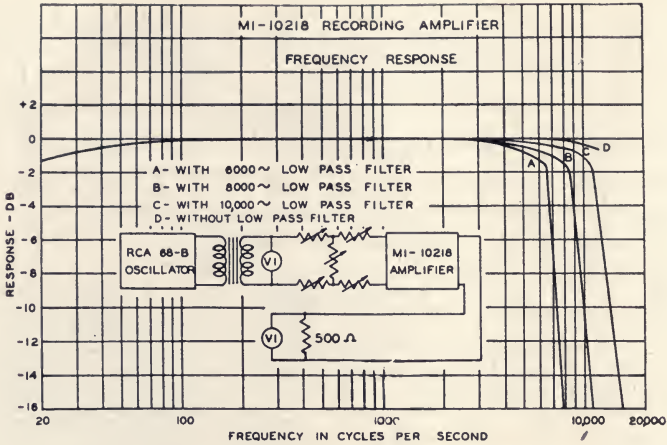 MI-10218 RECORDING AMPLIFIER
FREQUENCY RESPONSE
RESPONSE - DB
+2
0
-2
-4
-6
-8
-10
-12
-14
-16
A
B
C
D
A- WITH 6000~ LOW PASS FILTER
B- WITH 8000~ LOW PASS FILTER
C- WITH 10,000~ LOW PASS FILTER
D- WITHOUT LOW PASS FILTER
RCA 68-B
OSCILLATOR
VI
MI-10218
AMPLIFIER
VI
500 Ω
20
100
1000
10,000
20,000
FREQUENCY IN CYCLES PER SECOND